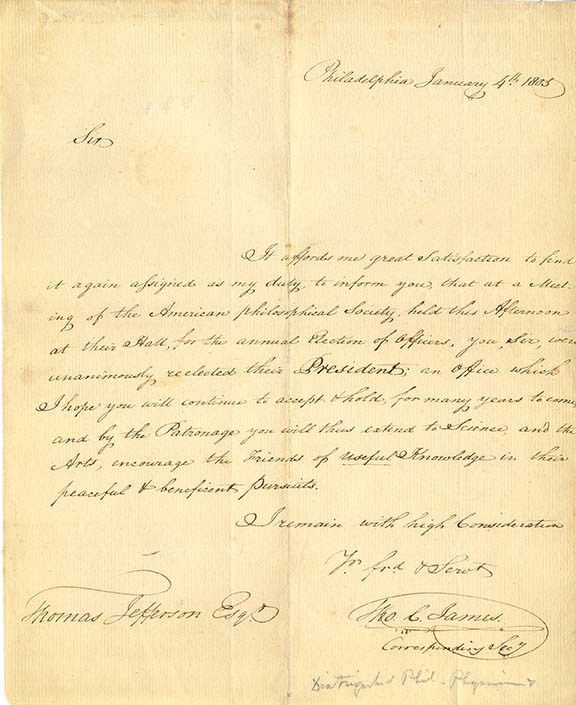 Philadelphia January 4th. 1805
Sir
It affords me great Satisfaction to find
it again assigned as my duty, to inform you, that at a Meet-
ing of the American philosophical Society, held this Afternoon
at their Hall, for the annual Election of Officers, you, Sir, were
unanimously reelected their President; an Office which
I hope you will continue to accept & hold, for many years to come,
and by the Patronage you will thus extend to Science and the
Arts, encourage the Friends of useful Knowledge in their
peaceful & beneficent pursuits.
I remain with high Consideration
Yr. frd. & Servt
Thomas Jefferson Esqr.
Tho. C. James.
Corresponding Secy
Distinguished Phil. Physician